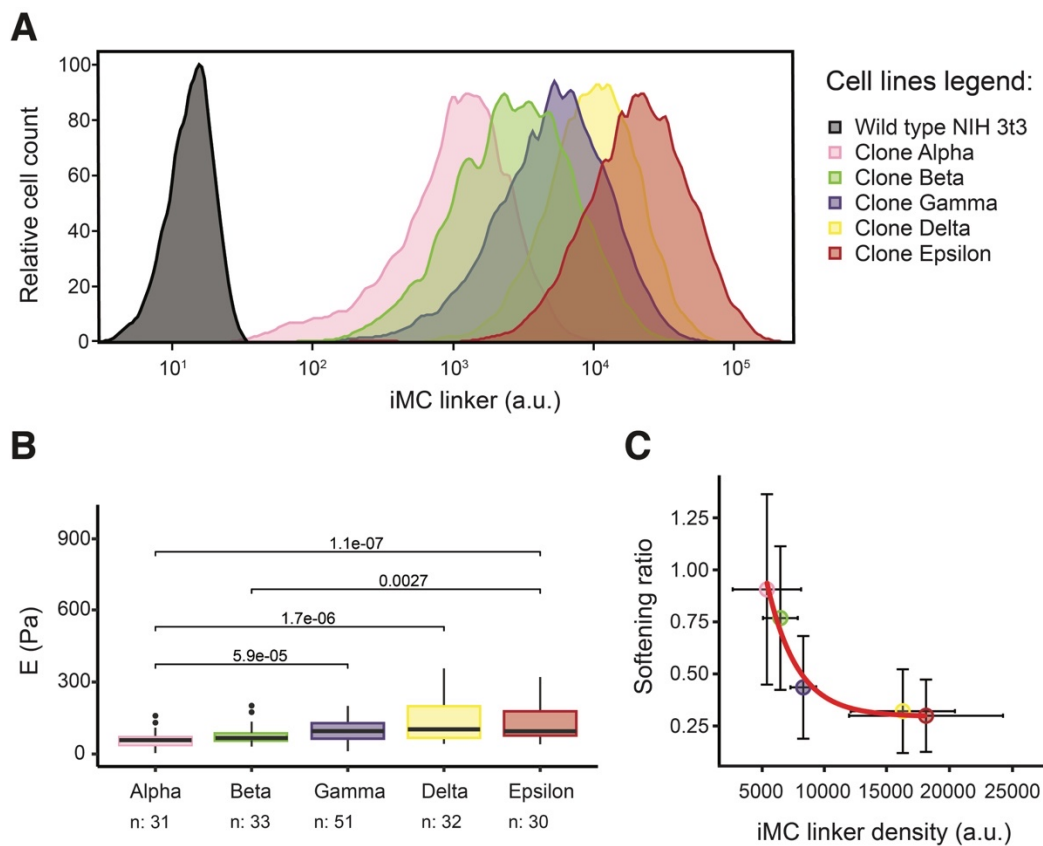 A
Relative cell count
100
80
60
40
20
0
10¹
10²
10³
10⁴
10⁵
iMC linker (a.u.)
Cell lines legend:
Wild type NIH 3t3
Clone Alpha
Clone Beta
Clone Gamma
Clone Delta
Clone Epsilon
B
E (Pa)
900
600
300
0
1.1e-07
0.0027
1.7e-06
5.9e-05
Alpha
Beta
Gamma
Delta
Epsilon
n: 31
n: 33
n: 51
n: 32
n: 30
C
Softening ratio
1.25
1.00
0.75
0.50
0.25
5000
10000
15000
20000
25000
iMC linker density (a.u.)